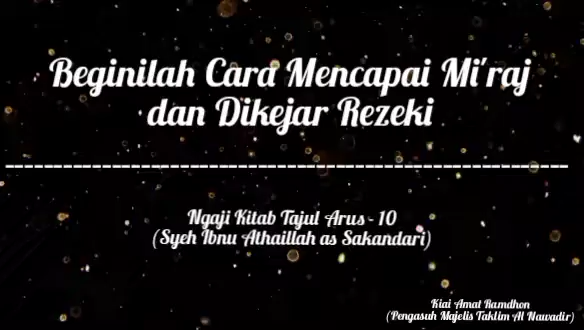 Beginilah Cara Mencapai Mi'raj
dan Dikejar Rezeki
Ngaji Kitab Tajul Arus - 10
(Syeh Ibnu Athaillah as Sakandari)
Kiai Amat Ramdhon
(Pengasuh Majelis Taklim Al Nawadir)